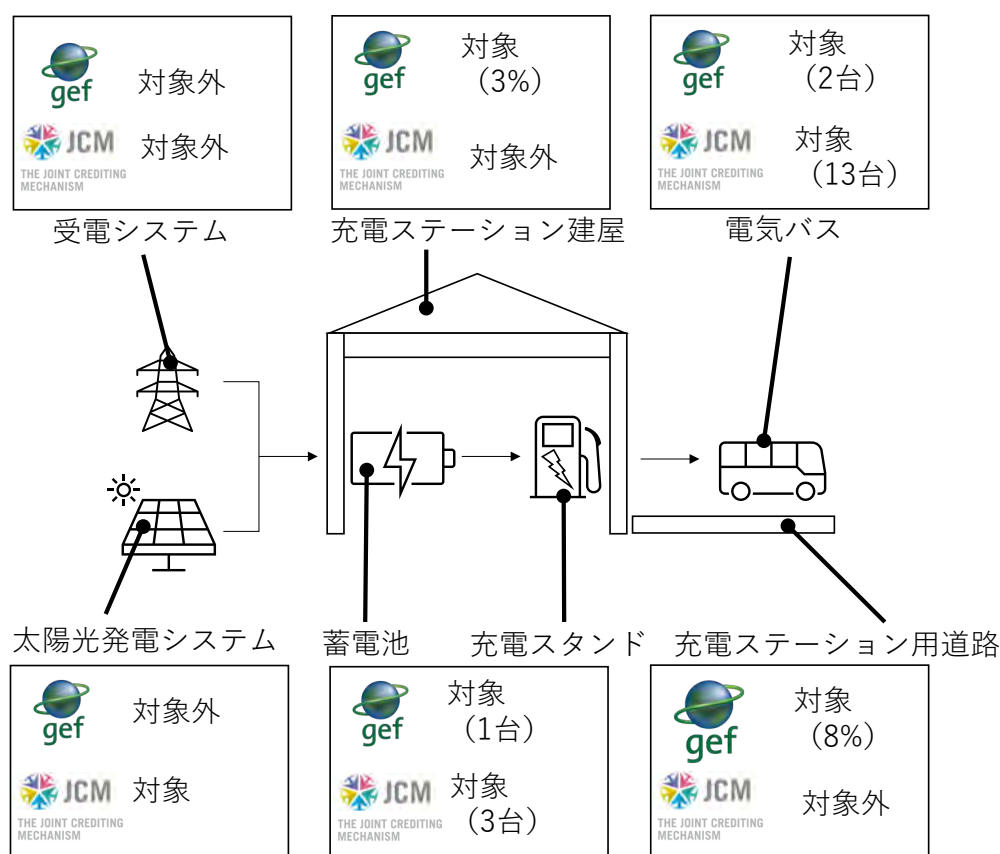 gef 対象外
JCM 対象外
THE JOINT CREDITING
MECHANISM
受電システム
gef 対象
（3%）
JCM 対象外
THE JOINT CREDITING
MECHANISM
充電ステーション建屋
gef 対象
（2台）
JCM 対象
（13台）
THE JOINT CREDITING
MECHANISM
電気バス
太陽光発電システム
gef 対象外
JCM 対象
THE JOINT CREDITING
MECHANISM
蓄電池
充電スタンド
gef 対象
（1台）
JCM 対象
（3台）
THE JOINT CREDITING
MECHANISM
充電ステーション用道路
gef 対象
（8%）
JCM 対象外
THE JOINT CREDITING
MECHANISM